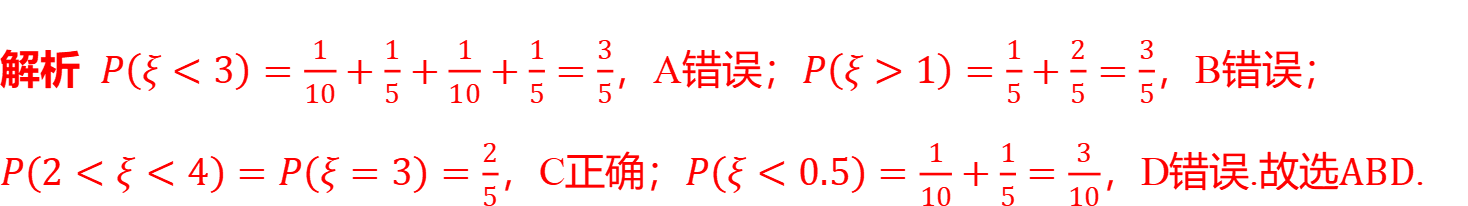 解析 P(ξ < 3) = 1/10 + 1/5 + 1/10 + 1/5 = 3/5，A错误；P(ξ > 1) = 1/5 + 2/5 = 3/5，B错误；
P(2 < ξ < 4) = P(ξ = 3) = 2/5，C正确；P(ξ < 0.5) = 1/10 + 1/5 = 3/10，D错误.故选ABD.